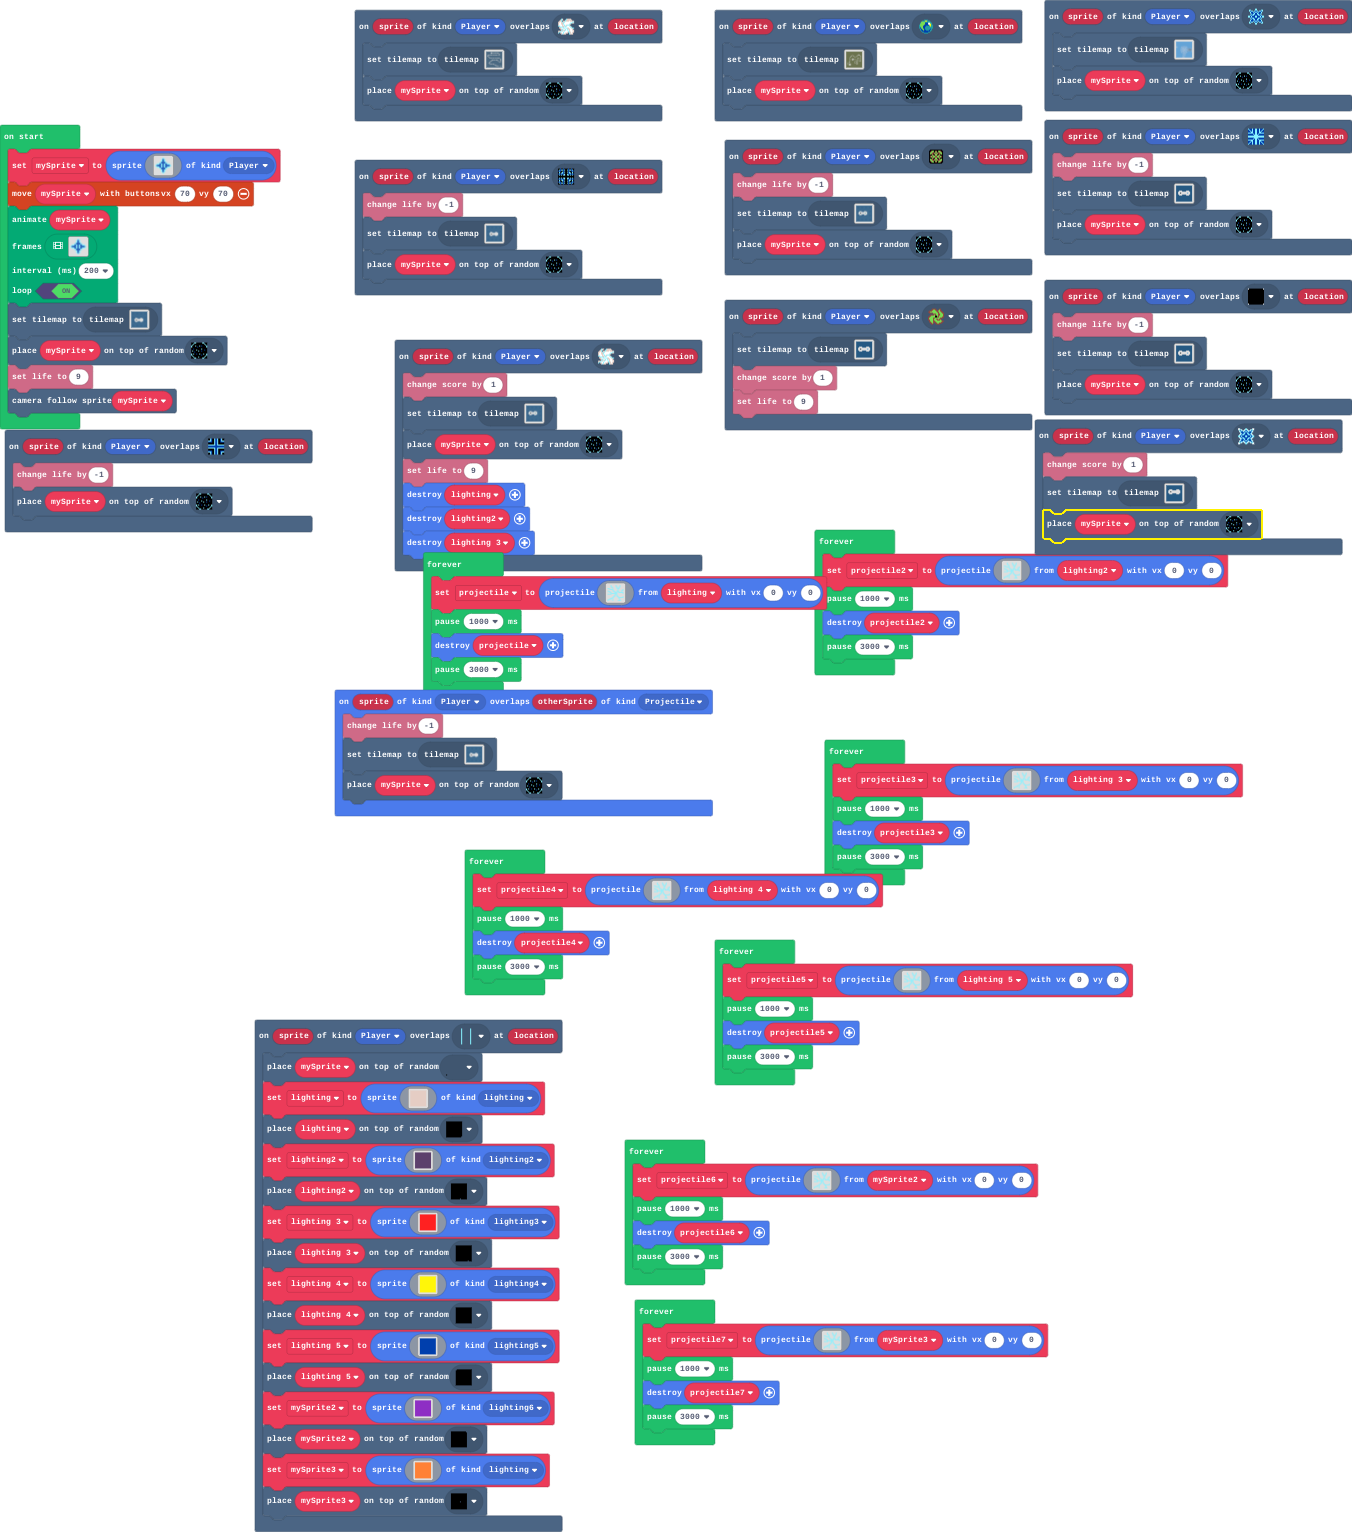 on sprite of kind Player overlaps at location
set tilemap to tilemap
place mySprite on top of random
on sprite of kind Player overlaps at location
set tilemap to tilemap
place mySprite on top of random
on sprite of kind Player overlaps at location
set tilemap to tilemap
place mySprite on top of random
on start
set mySprite to sprite of kind Player
move mySprite with buttons vx 70 vy 70
animate mySprite
frames
interval (ms) 200
loop ON
set tilemap to tilemap
place mySprite on top of random
set life to 9
camera follow sprite mySprite
on sprite of kind Player overlaps at location
change life by -1
set tilemap to tilemap
place mySprite on top of random
on sprite of kind Player overlaps at location
change life by -1
set tilemap to tilemap
place mySprite on top of random
on sprite of kind Player overlaps at location
change life by -1
set tilemap to tilemap
place mySprite on top of random
on sprite of kind Player overlaps at location
set tilemap to tilemap
change score by 1
set life to 9
on sprite of kind Player overlaps at location
change life by -1
set tilemap to tilemap
place mySprite on top of random
on sprite of kind Player overlaps at location
change score by 1
set tilemap to tilemap
place mySprite on top of random
set life to 9
destroy lighting
destroy lighting2
destroy lighting 3
on sprite of kind Player overlaps at location
change life by -1
place mySprite on top of random
on sprite of kind Player overlaps at location
change score by 1
set tilemap to tilemap
place mySprite on top of random
forever
set projectile to projectile from lighting with vx 0 vy 0
pause 1000 ms
destroy projectile
pause 3000 ms
forever
set projectile2 to projectile from lighting2 with vx 0 vy 0
pause 1000 ms
destroy projectile2
pause 3000 ms
on sprite of kind Player overlaps otherSprite of kind Projectile
change life by -1
set tilemap to tilemap
place mySprite on top of random
forever
set projectile3 to projectile from lighting 3 with vx 0 vy 0
pause 1000 ms
destroy projectile3
pause 3000 ms
forever
set projectile4 to projectile from lighting 4 with vx 0 vy 0
pause 1000 ms
destroy projectile4
pause 3000 ms
forever
set projectile5 to projectile from lighting 5 with vx 0 vy 0
pause 1000 ms
destroy projectile5
pause 3000 ms
on sprite of kind Player overlaps at location
place mySprite on top of random
set lighting to sprite of kind lighting
place lighting on top of random
set lighting2 to sprite of kind lighting2
place lighting2 on top of random
set lighting 3 to sprite of kind lighting3
place lighting 3 on top of random
set lighting 4 to sprite of kind lighting4
place lighting 4 on top of random
set lighting 5 to sprite of kind lighting5
place lighting 5 on top of random
set mySprite2 to sprite of kind lighting6
place mySprite2 on top of random
set mySprite3 to sprite of kind lighting
place mySprite3 on top of random
forever
set projectile6 to projectile from mySprite2 with vx 0 vy 0
pause 1000 ms
destroy projectile6
pause 3000 ms
forever
set projectile7 to projectile from mySprite3 with vx 0 vy 0
pause 1000 ms
destroy projectile7
pause 3000 ms